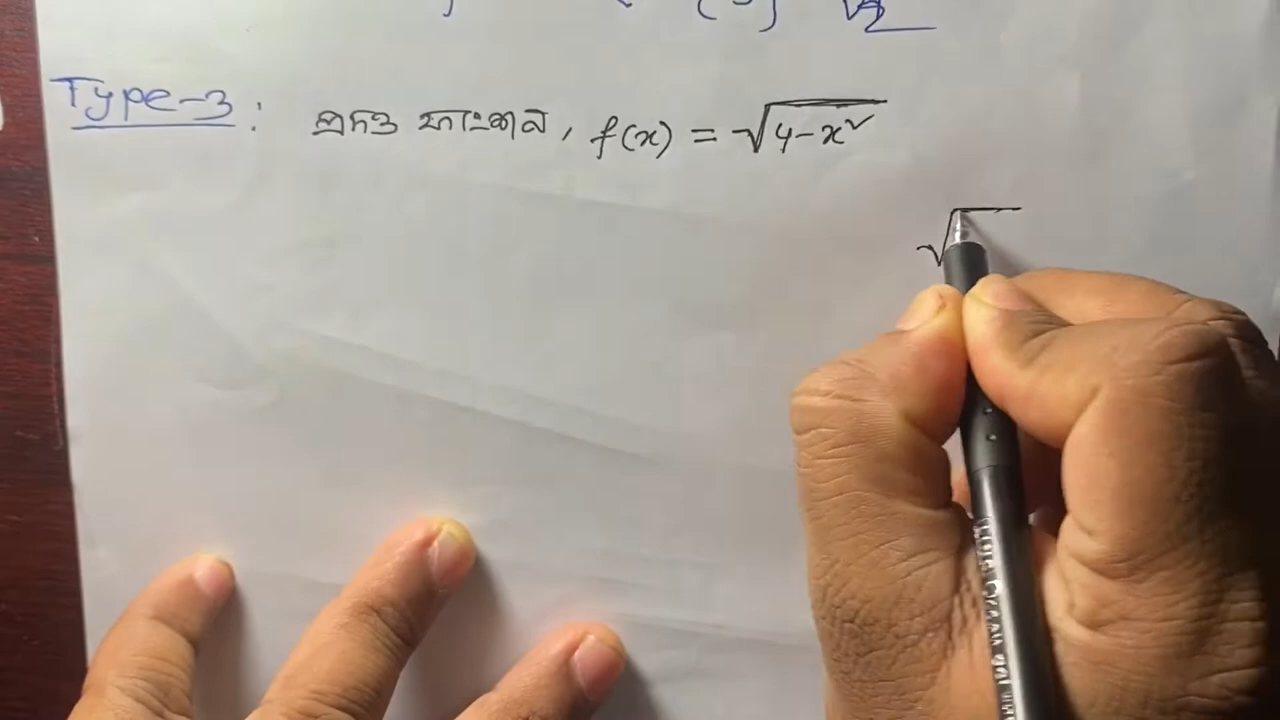 Type-3: প্রদত্ত ফাংশন, f(x) = √4-x²
√